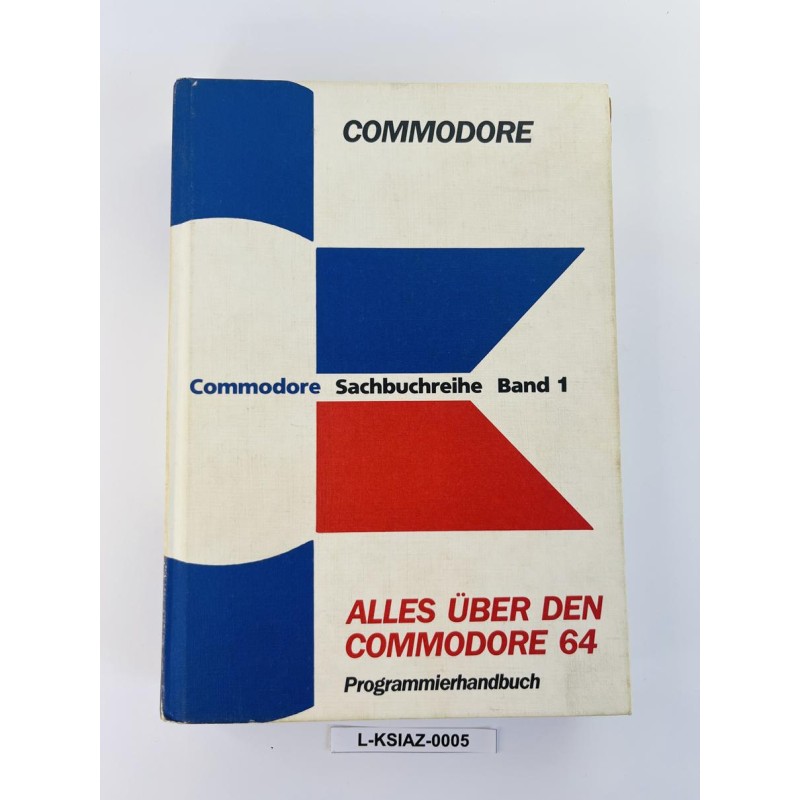 COMMODORE
Commodore Sachbuchreihe Band 1
ALLES ÜBER DEN
COMMODORE 64
Programmierhandbuch
L-KSIAZ-0005